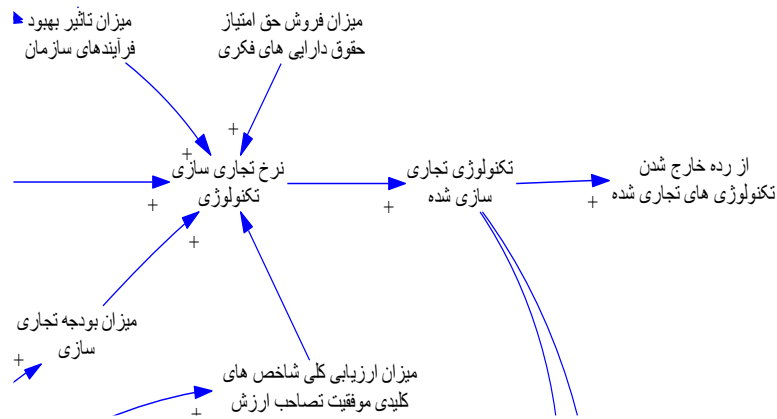 میزان تاثیر بهبود
فرآیندهای سازمان
میزان فروش حق امتیاز
حقوق دارایی های فکری
+
+
نرخ تجاری سازی
تکنولوژی
+
+
تکنولوژی تجاری
سازی شده
+
از رده خارج شدن
تکنولوژی های تجاری شده
+
میزان بودجه تجاری
سازی
+
میزان ارزیابی کلی شاخص های
کلیدی موفقیت تصاحب ارزش
+